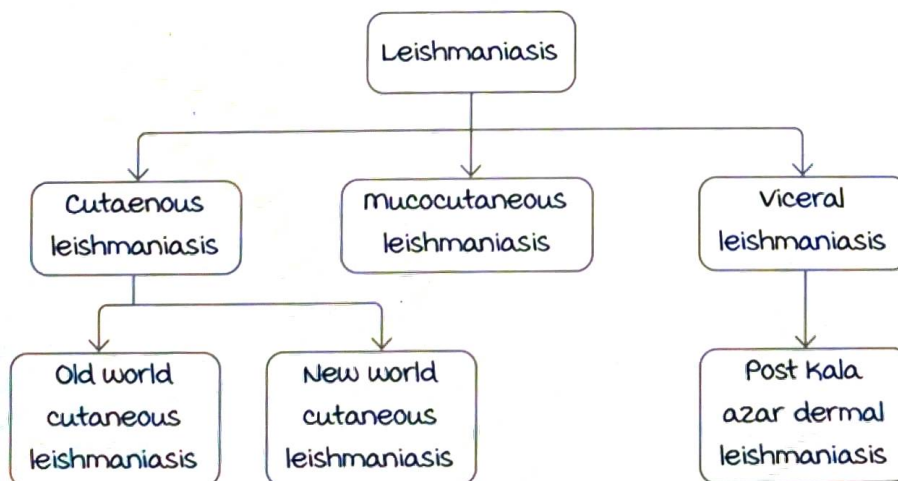 Leishmaniasis
Cutaenous
leishmaniasis
mucocutaneous
leishmaniasis
Viceral
leishmaniasis
Old world
cutaneous
leishmaniasis
New world
cutaneous
leishmaniasis
Post Kala
azar dermal
leishmaniasis